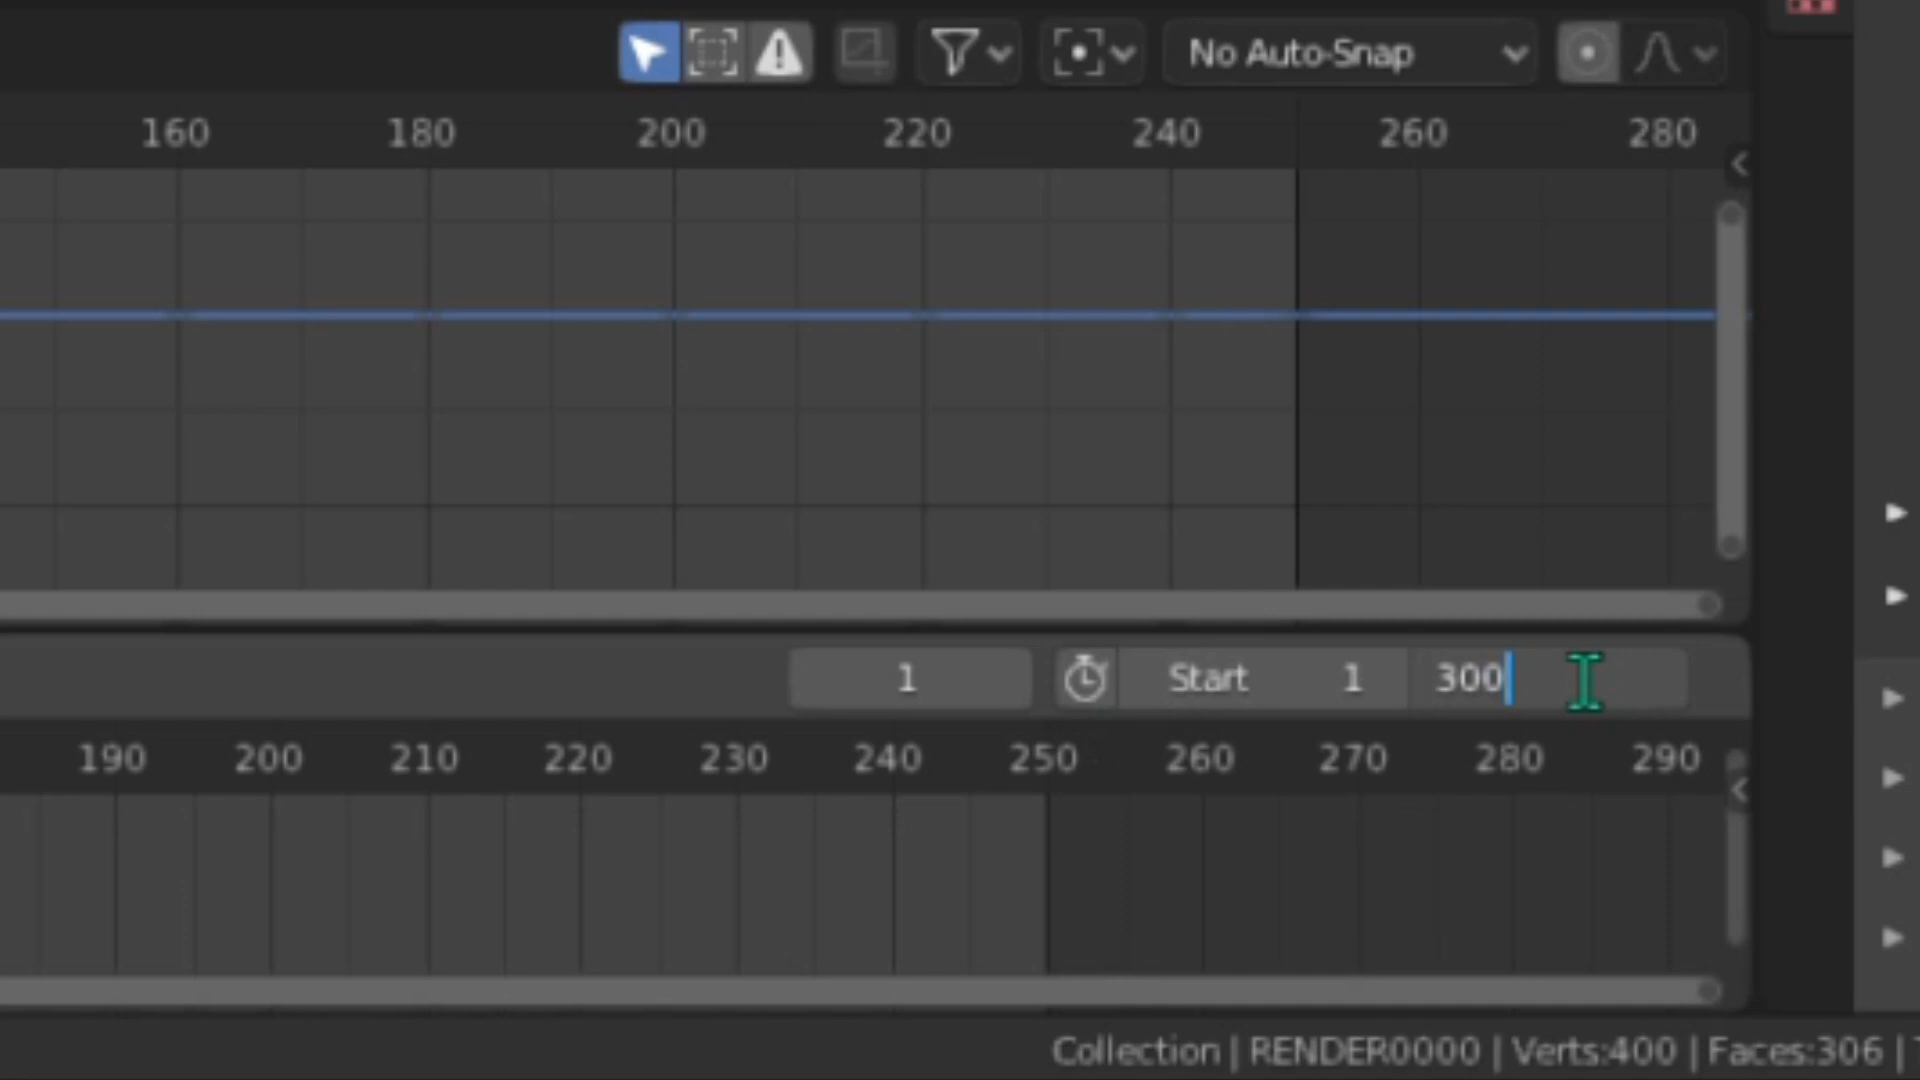 No Auto-Snap
160 180 200 220 240 260 280
1 Start 1 300
190 200 210 220 230 240 250 260 270 280 290
Collection | RENDER0000 | Verts:400 | Faces:306 |